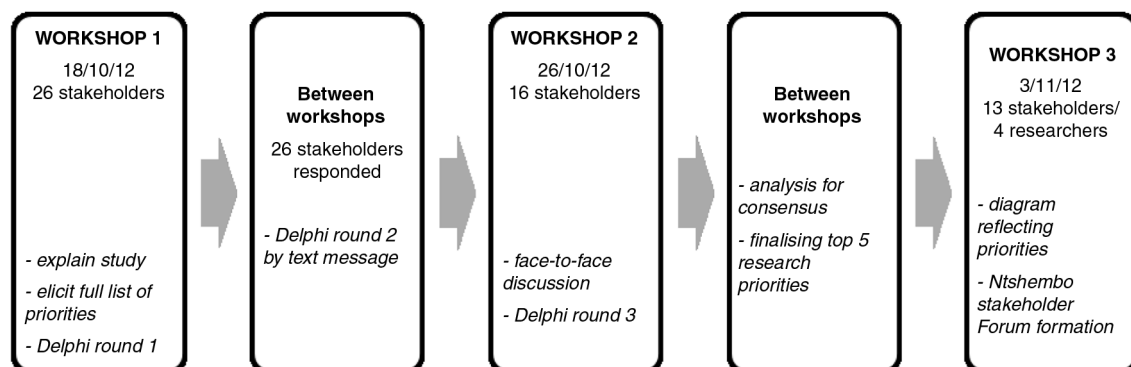 WORKSHOP 1
18/10/12
26 stakeholders
- explain study
- elicit full list of
priorities
- Delphi round 1
Between
workshops
26 stakeholders
responded
- Delphi round 2
by text message
WORKSHOP 2
26/10/12
16 stakeholders
- face-to-face
discussion
- Delphi round 3
Between
workshops
- analysis for
consensus
- finalising top 5
research
priorities
WORKSHOP 3
3/11/12
13 stakeholders/
4 researchers
- diagram
reflecting
priorities
- Ntshembo
stakeholder
Forum formation